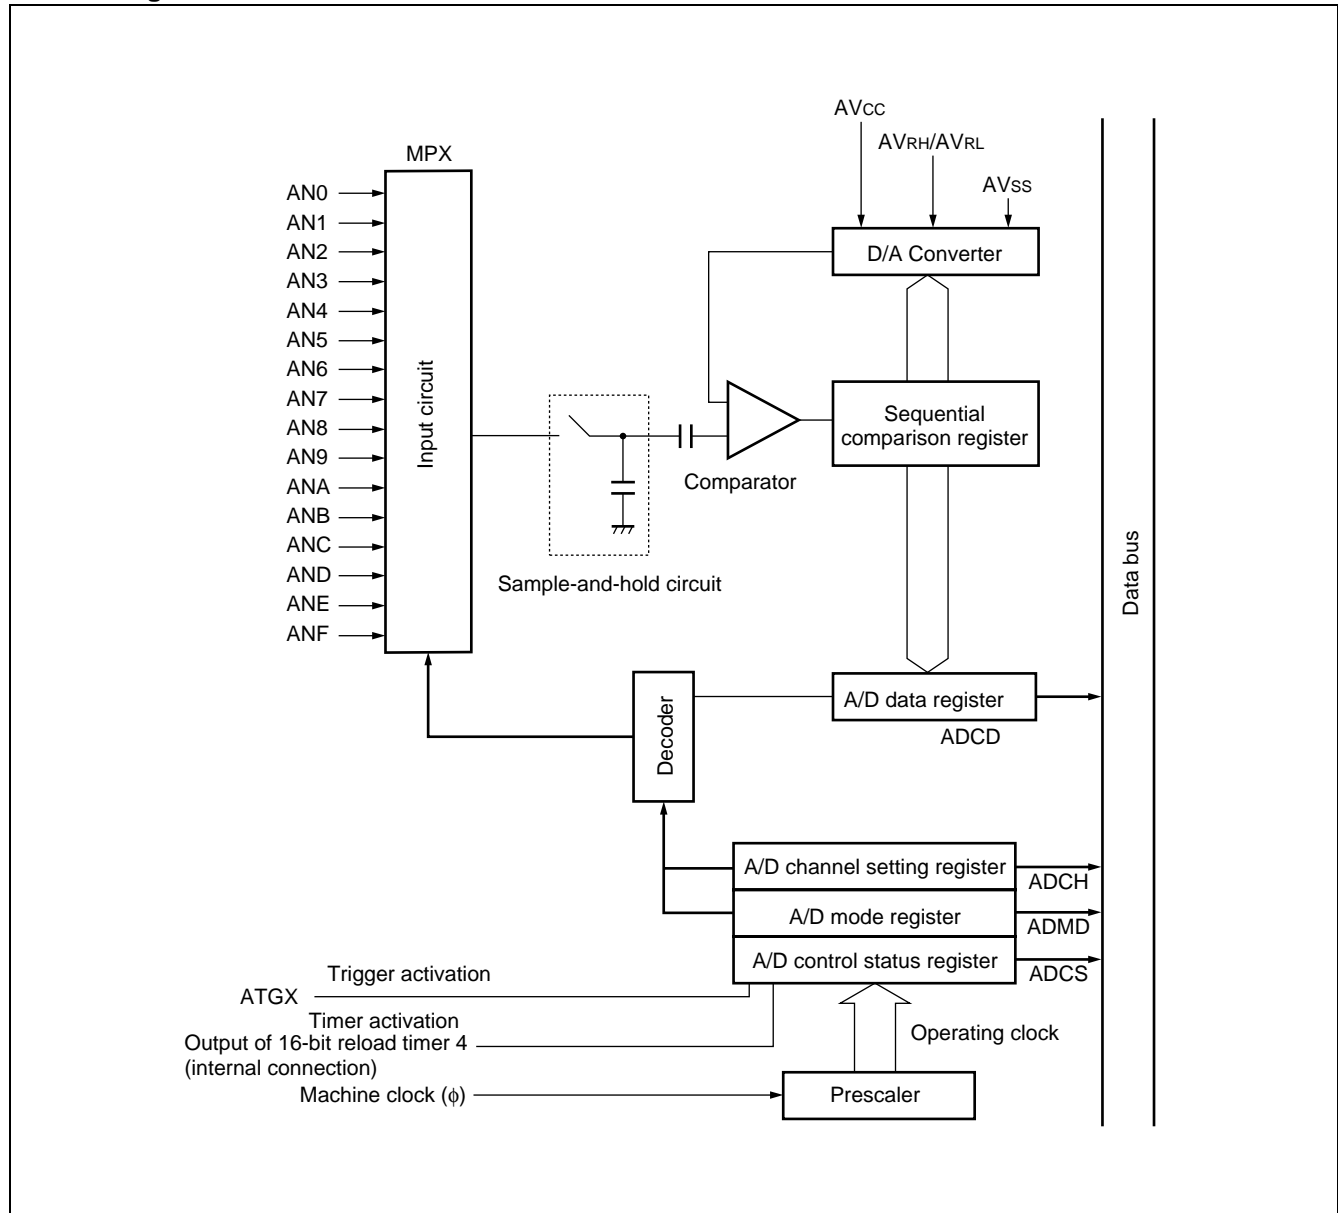 AVCC
AVRH/AVRL
AVSS
MPX
AN0
AN1
AN2
AN3
AN4
AN5
AN6
AN7
AN8
AN9
ANA
ANB
ANC
AND
ANE
ANF
Input circuit
D/A Converter
Sequential
comparison register
Comparator
Sample-and-hold circuit
Data bus
Decoder
A/D data register
ADCD
A/D channel setting register
ADCH
A/D mode register
ADMD
A/D control status register
ADCS
Trigger activation
ATGX
Timer activation
Output of 16-bit reload timer 4
(internal connection)
Operating clock
Machine clock (ϕ)
Prescaler